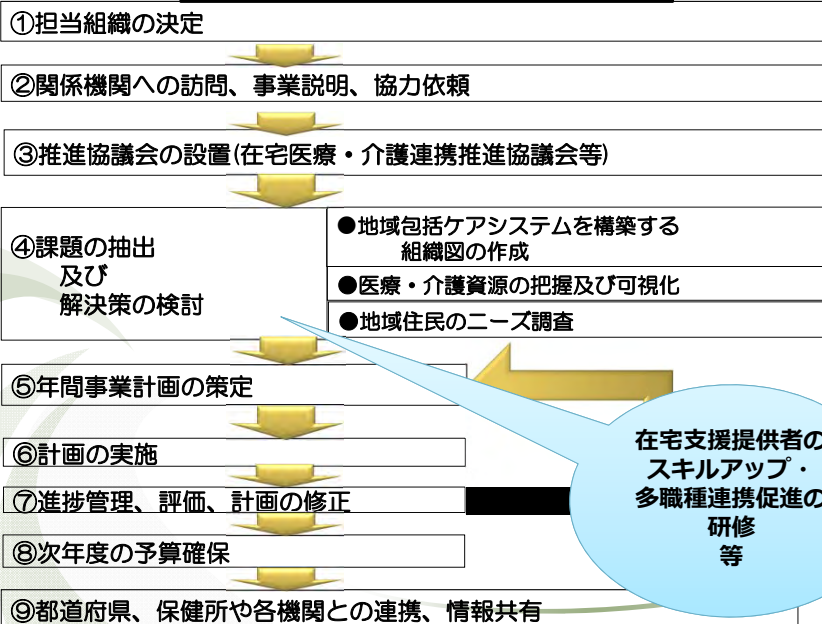 ①担当組織の決定
②関係機関への訪問、事業説明、協力依頼
③推進協議会の設置(在宅医療・介護連携推進協議会等)
④課題の抽出
及び
解決策の検討
●地域包括ケアシステムを構築する
組織図の作成
●医療・介護資源の把握及び可視化
●地域住民のニーズ調査
⑤年間事業計画の策定
⑥計画の実施
⑦進捗管理、評価、計画の修正
⑧次年度の予算確保
⑨都道府県、保健所や各機関との連携、情報共有
在宅支援提供者の
スキルアップ・
多職種連携促進の
研修
等